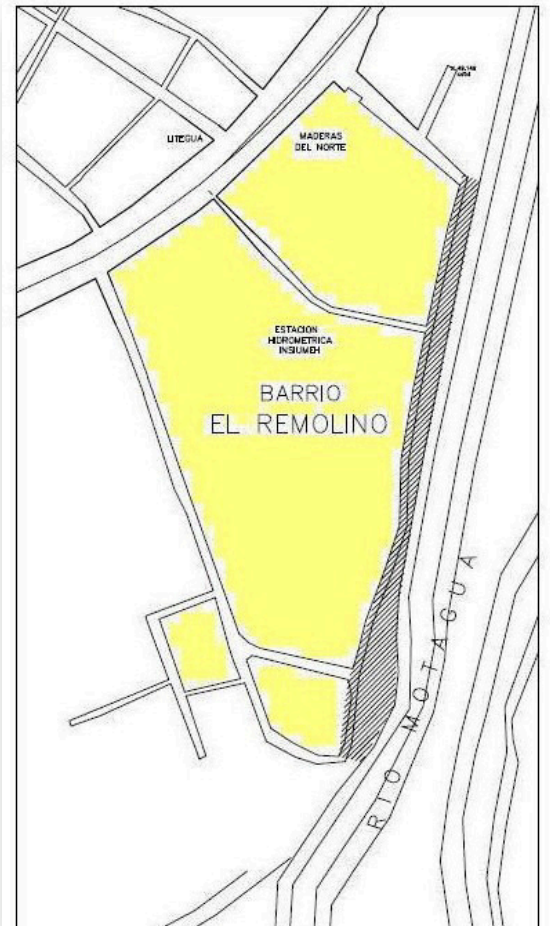 LITEGUA
MADERAS
DEL NORTE
ESTACION
HIDROMETRICA
INSIUMEH
BARRIO
EL REMOLINO
RIO MOTAGUA